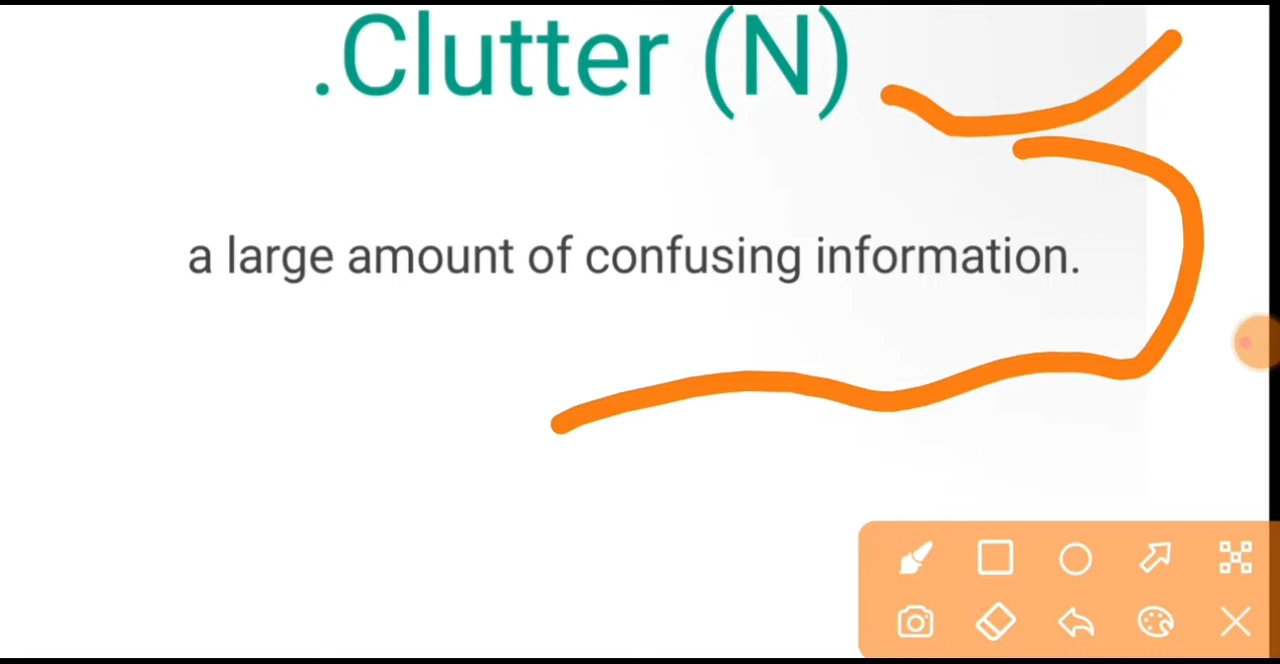 .Clutter (N)
a large amount of confusing information.